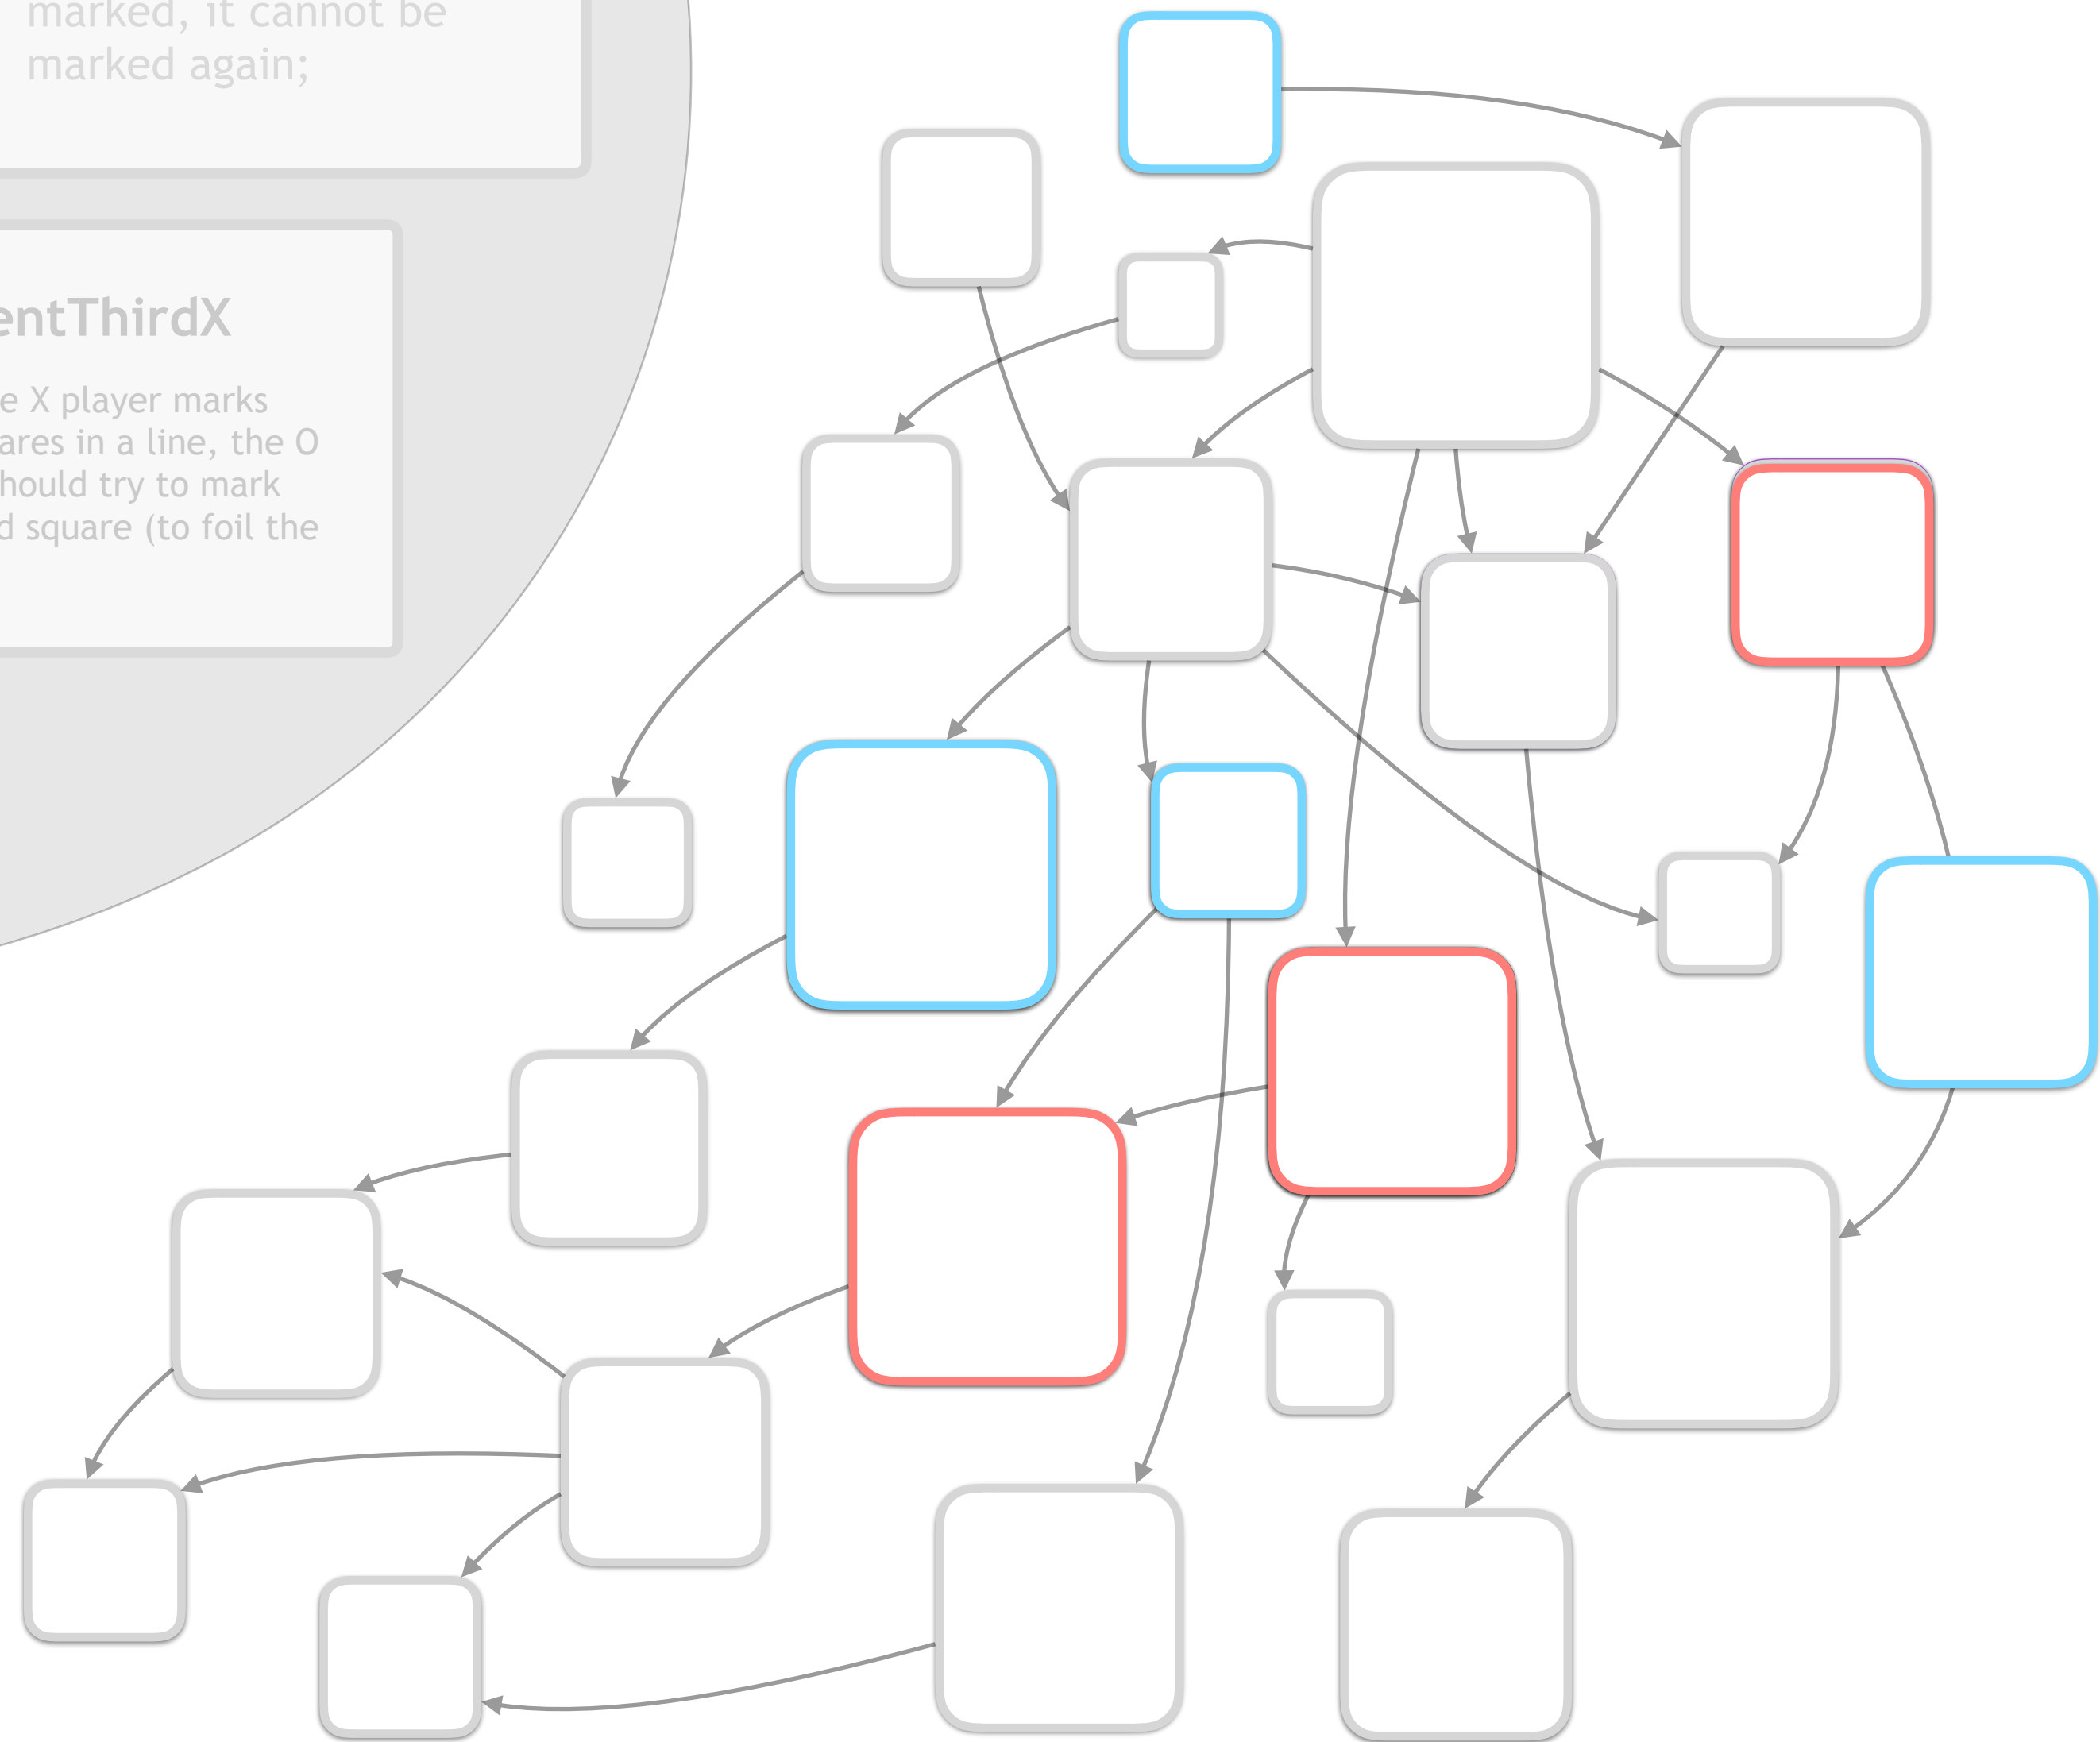 marked, it cannot be
marked again;
entThirdX
e X player marks
ares in a line, the O
hould try to mark
d square (to foil the